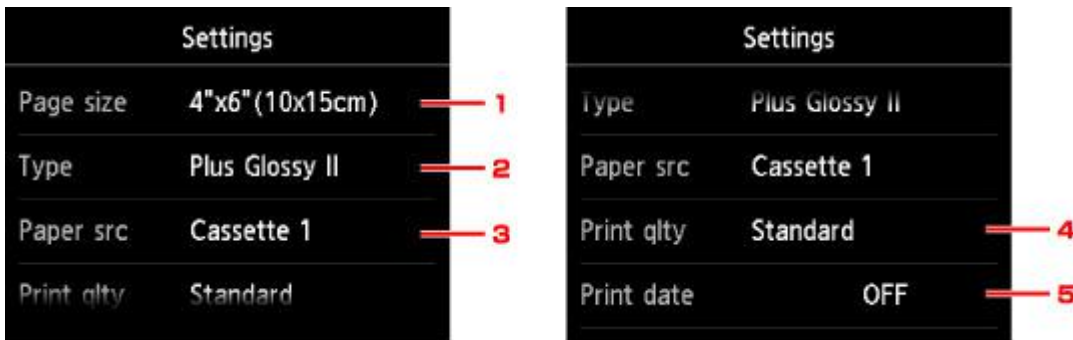 Settings
Page size 4"x6"(10x15cm) 1
Type Plus Glossy II 2
Paper src Cassette 1 3
Print qlty Standard
Settings
Type Plus Glossy II
Paper src Cassette 1
Print qlty Standard 4
Print date OFF 5